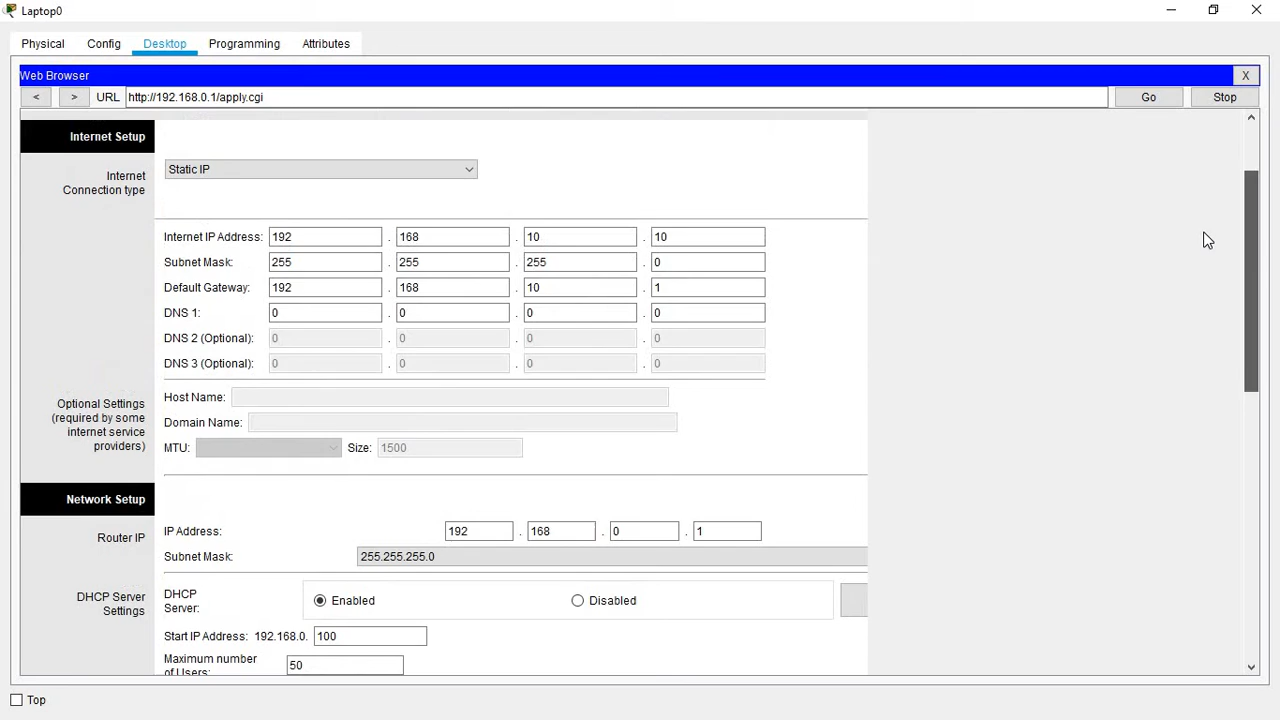 Laptop0
Physical Config Desktop Programming Attributes
Web Browser X
< > URL http://192.168.0.1/apply.cgi Go Stop
Internet Setup
Internet
Connection type
Static IP
Internet IP Address: 192 . 168 . 10 . 10
Subnet Mask: 255 . 255 . 255 . 0
Default Gateway: 192 . 168 . 10 . 1
DNS 1: 0 . 0 . 0 . 0
DNS 2 (Optional): 0 . 0 . 0 . 0
DNS 3 (Optional): 0 . 0 . 0 . 0
Optional Settings
(required by some
internet service
providers)
Host Name:
Domain Name:
MTU: Size: 1500
Network Setup
Router IP
IP Address: 192 . 168 . 0 . 1
Subnet Mask: 255.255.255.0
DHCP Server
Settings
DHCP
Server:
Enabled Disabled
Start IP Address: 192.168.0. 100
Maximum number
of Users: 50
Top